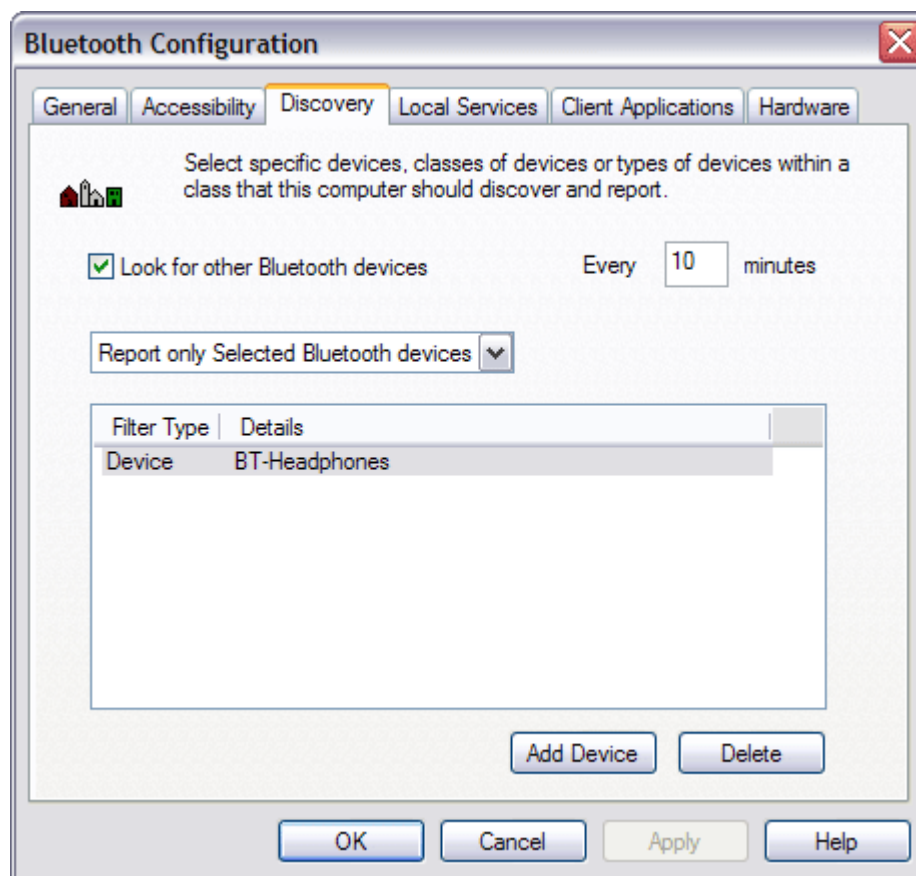 Bluetooth Configuration
General Accessibility Discovery Local Services Client Applications Hardware
Select specific devices, classes of devices or types of devices within a
class that this computer should discover and report.
Look for other Bluetooth devices Every 10 minutes
Report only Selected Bluetooth devices
Filter Type Details
Device BT-Headphones
Add Device Delete
OK Cancel Apply Help